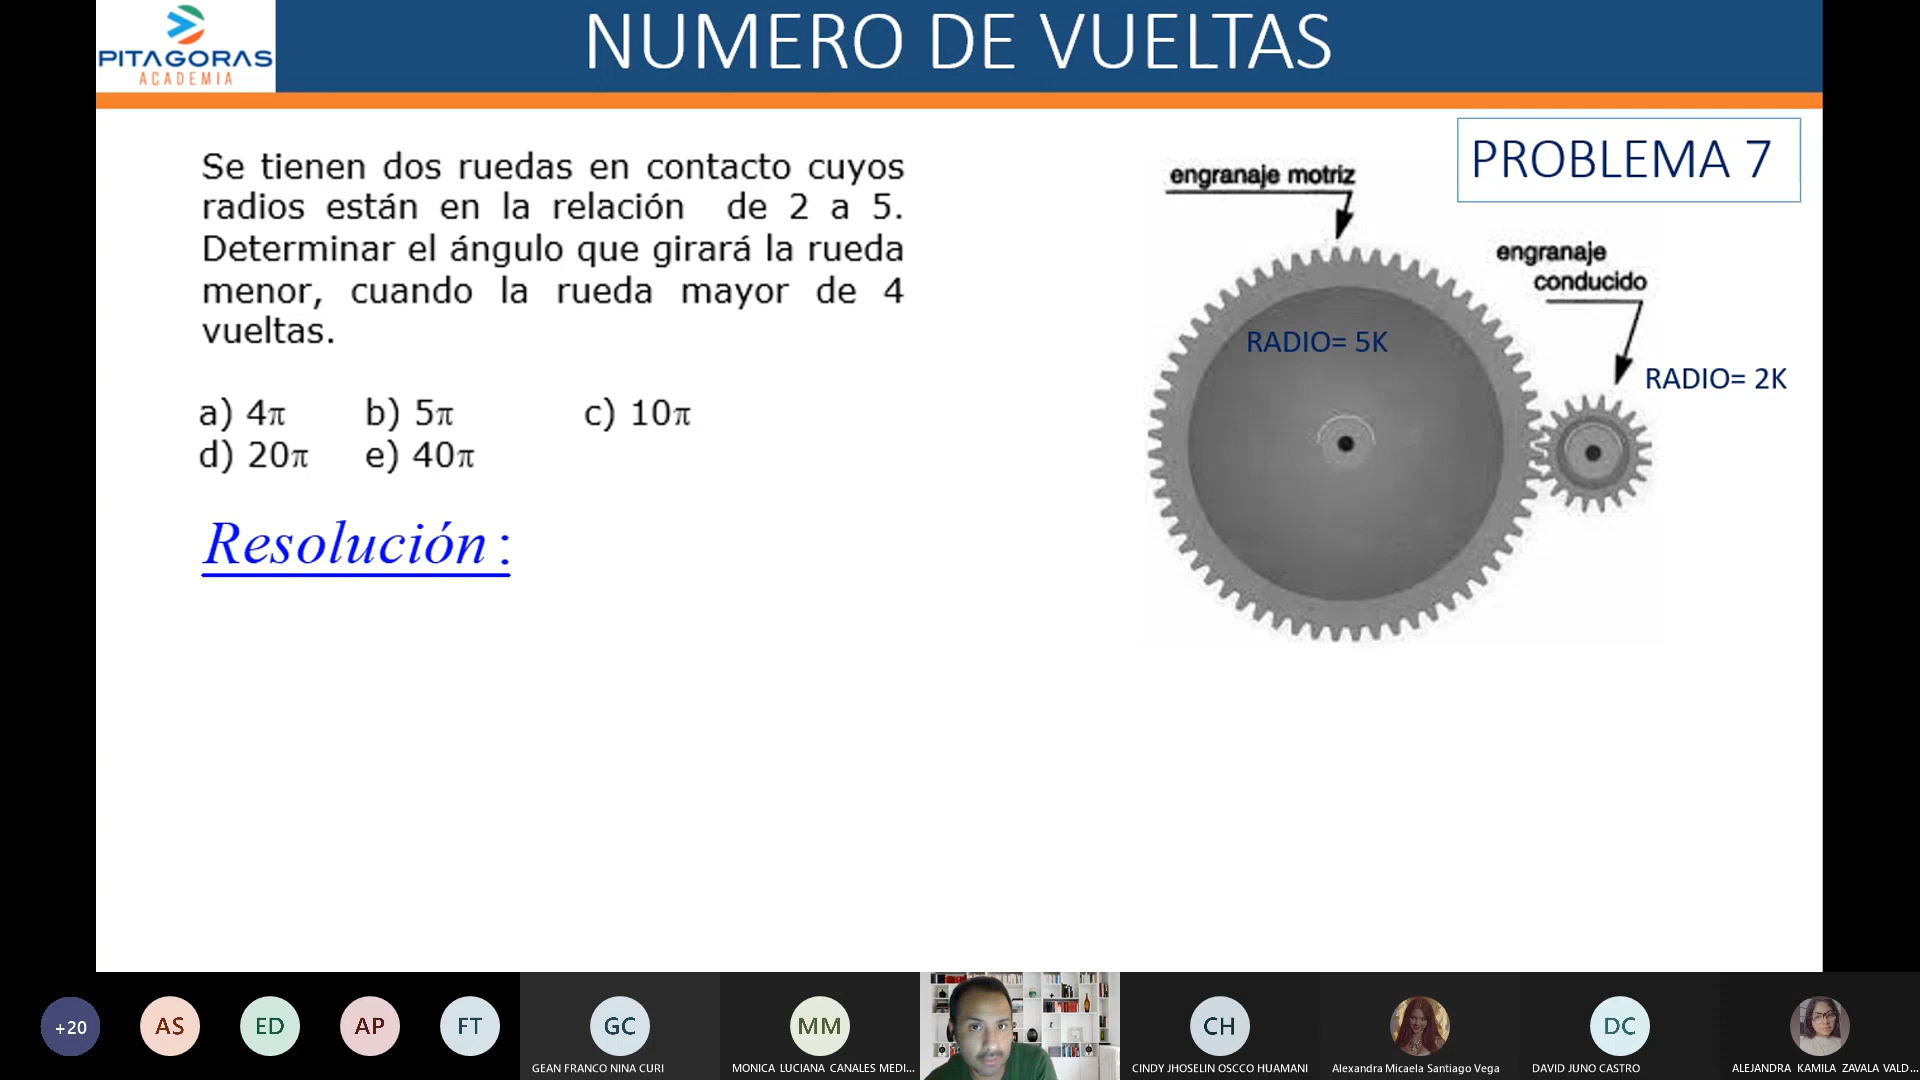 PITAGORAS
ACADEMIA
NUMERO DE VUELTAS
PROBLEMA 7
Se tienen dos ruedas en contacto cuyos
radios están en la relación de 2 a 5.
Determinar el ángulo que girará la rueda
menor, cuando la rueda mayor de 4
vueltas.
a) 4π b) 5π c) 10π
d) 20π e) 40π
Resolución:
engranaje motriz
engranaje
conducido
RADIO= 5K
RADIO= 2K
+20
AS
ED
AP
FT
GC
GEAN FRANCO NINA CURI
MM
MONICA LUCIANA CANALES MEDI...
CH
CINDY JHOSELIN OSCCO HUAMANI
Alexandra Micaela Santiago Vega
DC
DAVID JUNO CASTRO
ALEJANDRA KAMILA ZAVALA VALD...